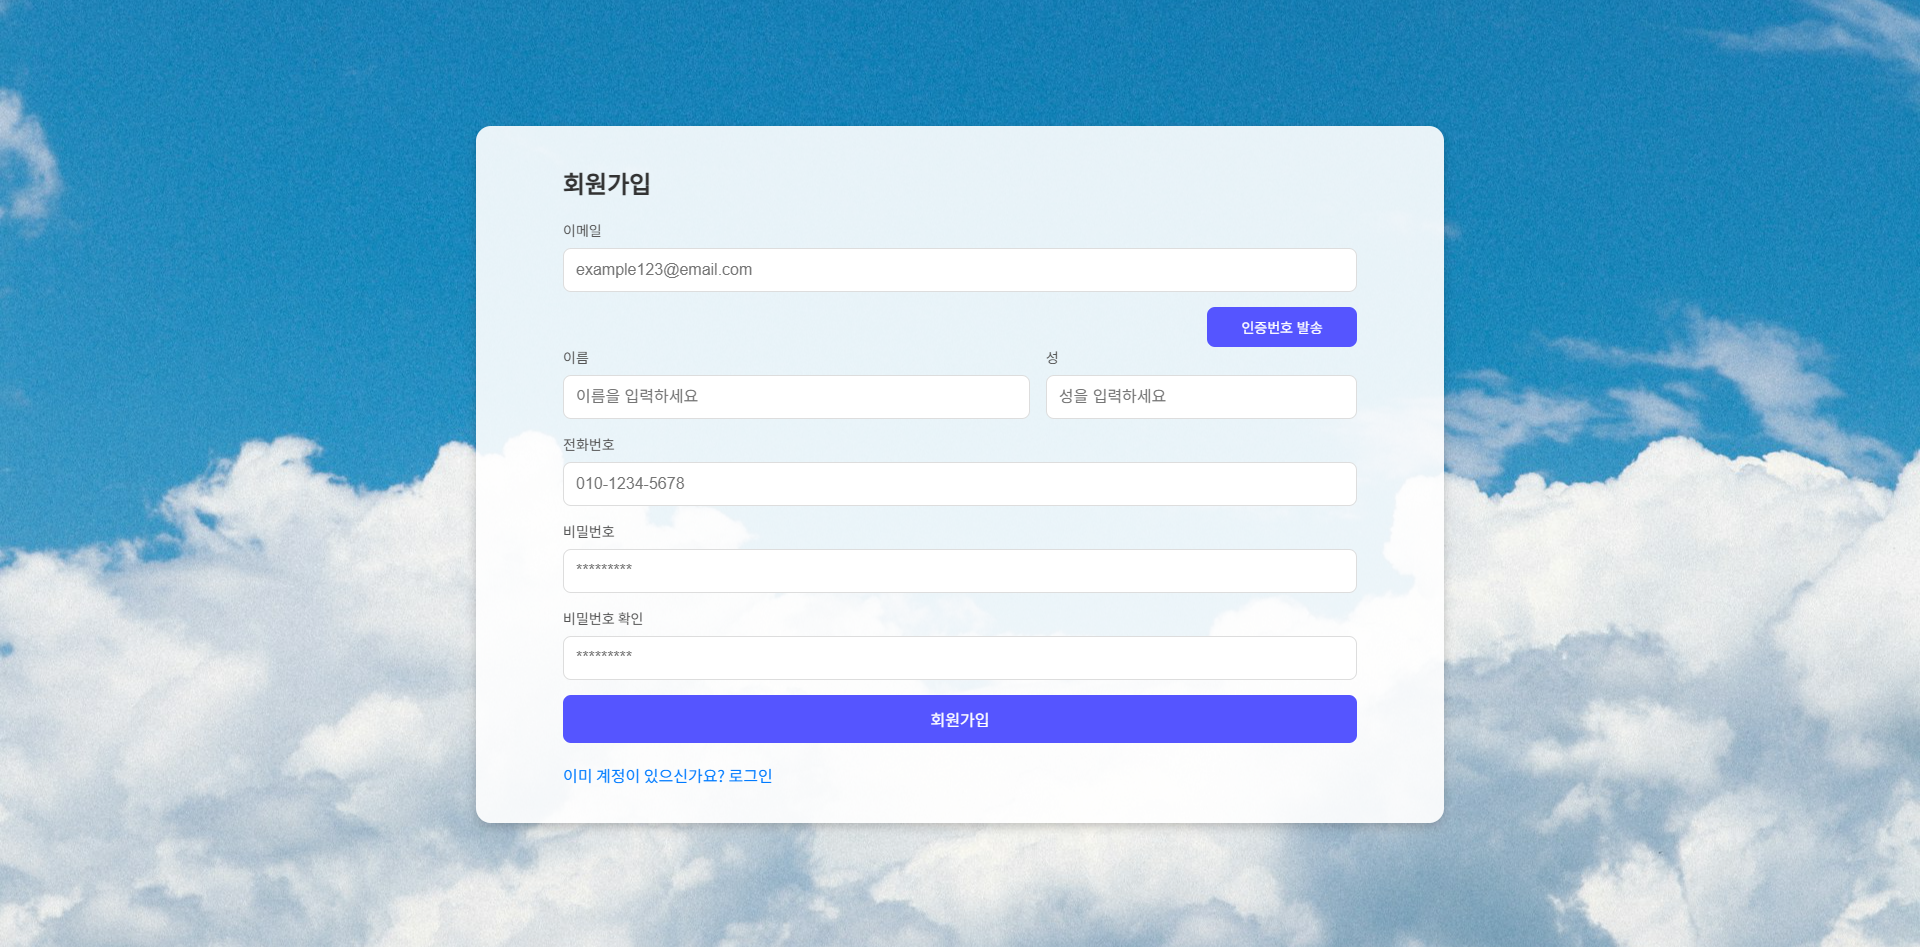 회원가입
이메일
example123@email.com
인증번호 발송
이름
성
이름을 입력하세요
성을 입력하세요
전화번호
010-1234-5678
비밀번호
*********
비밀번호 확인
*********
회원가입
이미 계정이 있으신가요? 로그인